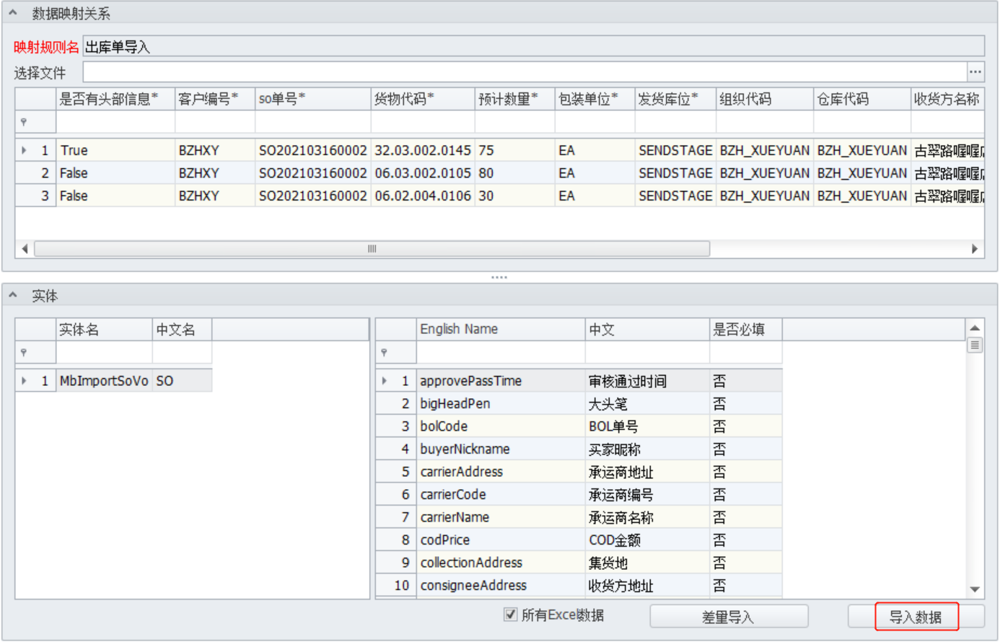 数据映射关系
映射规则名 出库单导入
选择文件 ...
是否有头部信息* 客户编号* so单号* 货物代码* 预计数量* 包装单位* 发货库位* 组织代码 仓库代码 收货方名称
1 True BZHXY SO202103160002 32.03.002.0145 75 EA SENDSTAGE BZH_XUEYUAN BZH_XUEYUAN 古翠路喔喔店
2 False BZHXY SO202103160002 06.03.002.0105 80 EA SENDSTAGE BZH_XUEYUAN BZH_XUEYUAN 古翠路喔喔店
3 False BZHXY SO202103160002 06.02.004.0106 30 EA SENDSTAGE BZH_XUEYUAN BZH_XUEYUAN 古翠路喔喔店
实体
实体名 中文名
1 MbImportSoVo SO
English Name 中文 是否必填
1 approvePassTime 审核通过时间 否
2 bigHeadPen 大头笔 否
3 bolCode BOL单号 否
4 buyerNickname 买家昵称 否
5 carrierAddress 承运商地址 否
6 carrierCode 承运商编号 否
7 carrierName 承运商名称 否
8 codPrice COD金额 否
9 collectionAddress 集货地 否
10 consigneeAddress 收货方地址 否
所有Excel数据 差量导入 导入数据